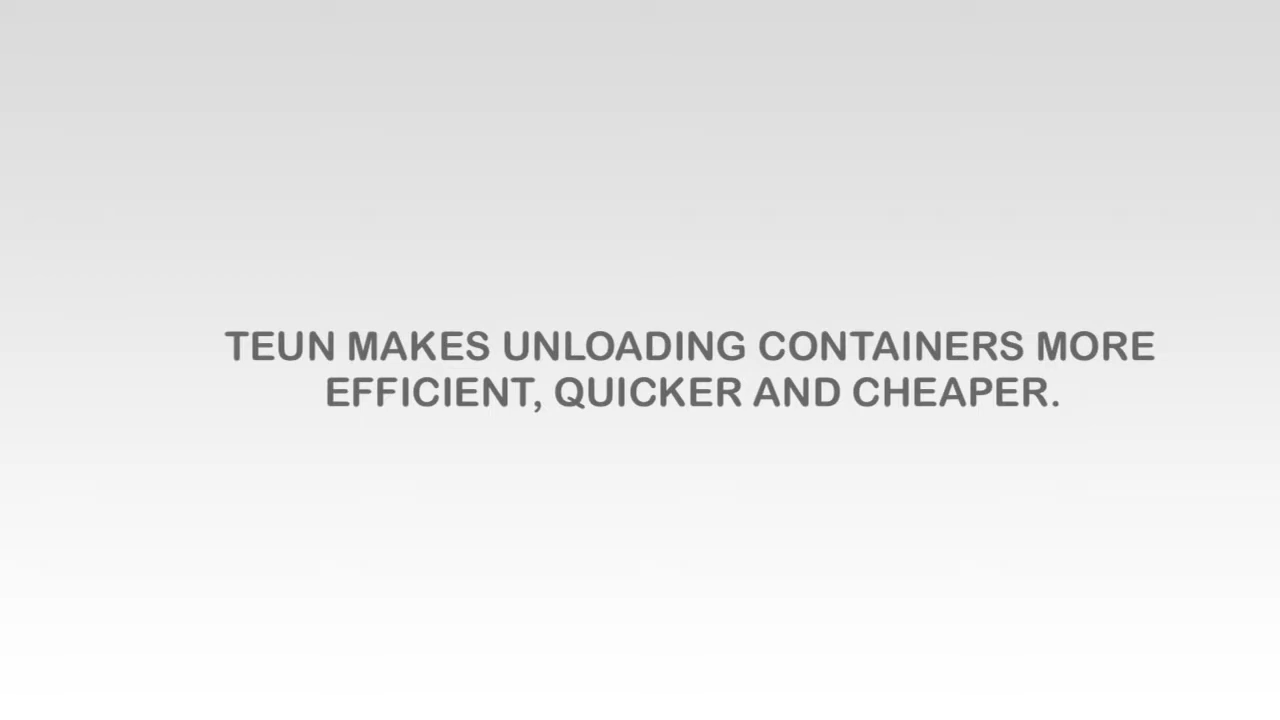 TEUN MAKES UNLOADING CONTAINERS MORE
EFFICIENT, QUICKER AND CHEAPER.